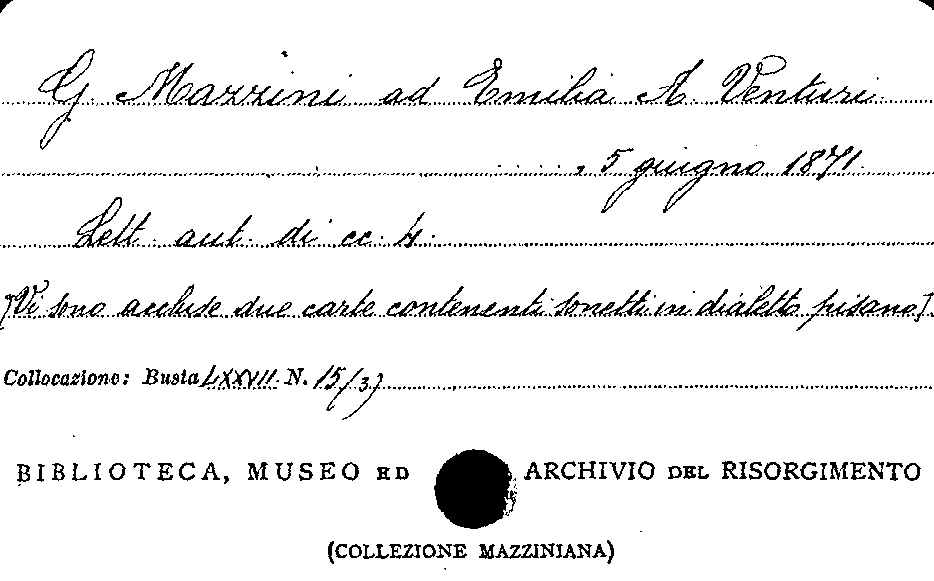 G. Mazzini ad Emilia A. Venturi
....., 5 giugno 1871.
Lett. aut. di cc. 4.
[Vi sono accluse due carte contenenti sonetti in dialetto pisano].
Collocazione: Busta LXXVII N. 15/3)
BIBLIOTECA, MUSEO ED ARCHIVIO DEL RISORGIMENTO
(COLLEZIONE MAZZINIANA)